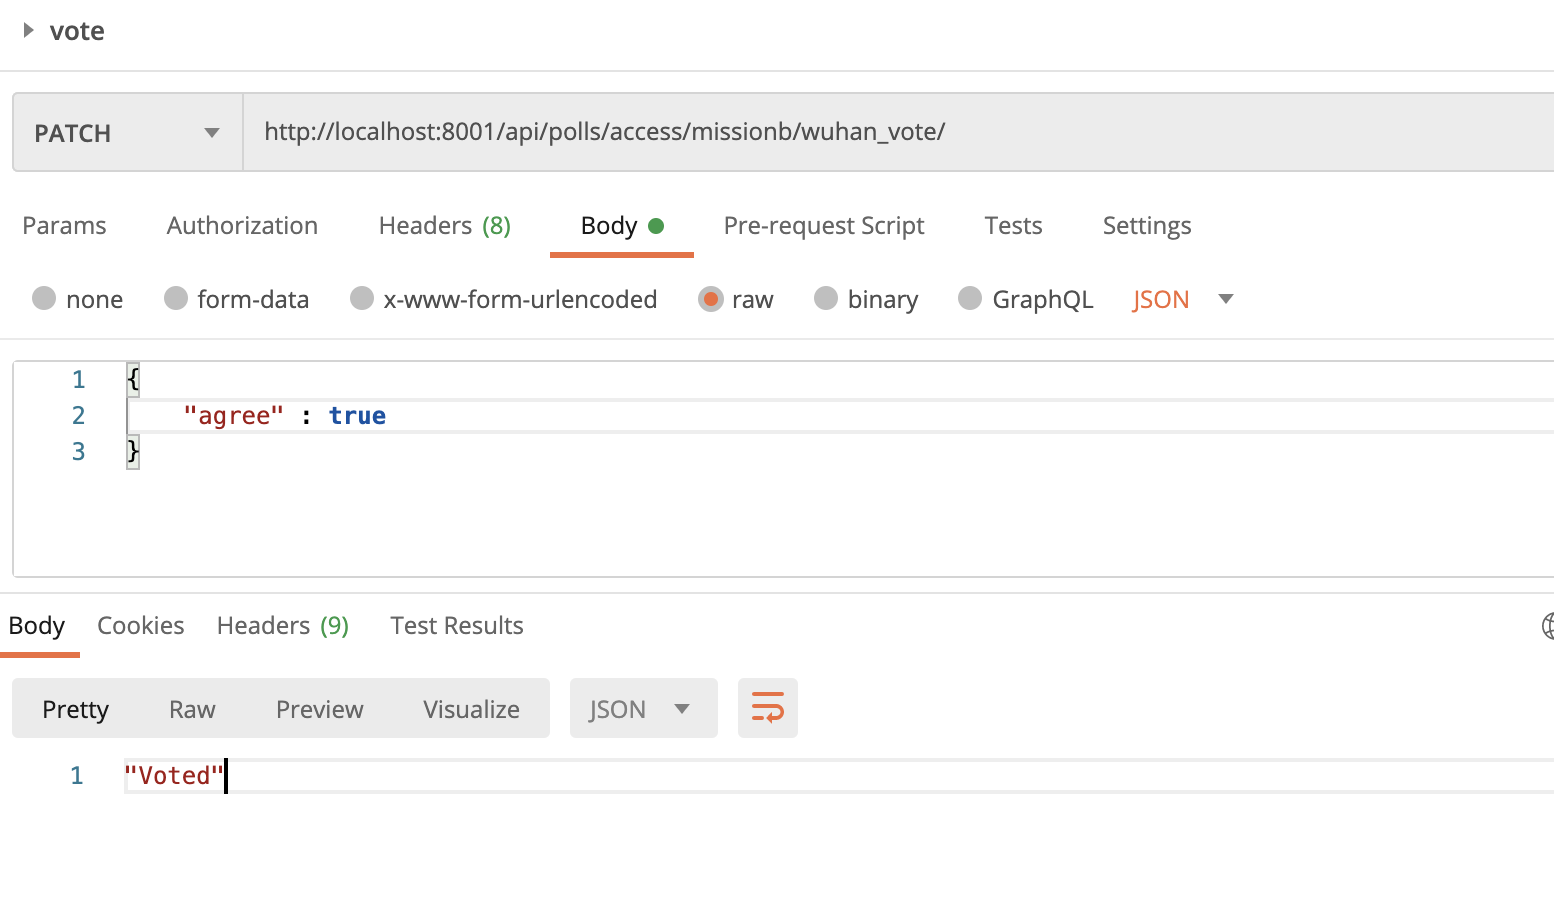 vote
PATCH http://localhost:8001/api/polls/access/missionb/wuhan_vote/
Params Authorization Headers (8) Body Pre-request Script Tests Settings
none form-data x-www-form-urlencoded raw binary GraphQL JSON
1 {
2 "agree" : true
3 }
Body Cookies Headers (9) Test Results
Pretty Raw Preview Visualize JSON
1 "Voted"